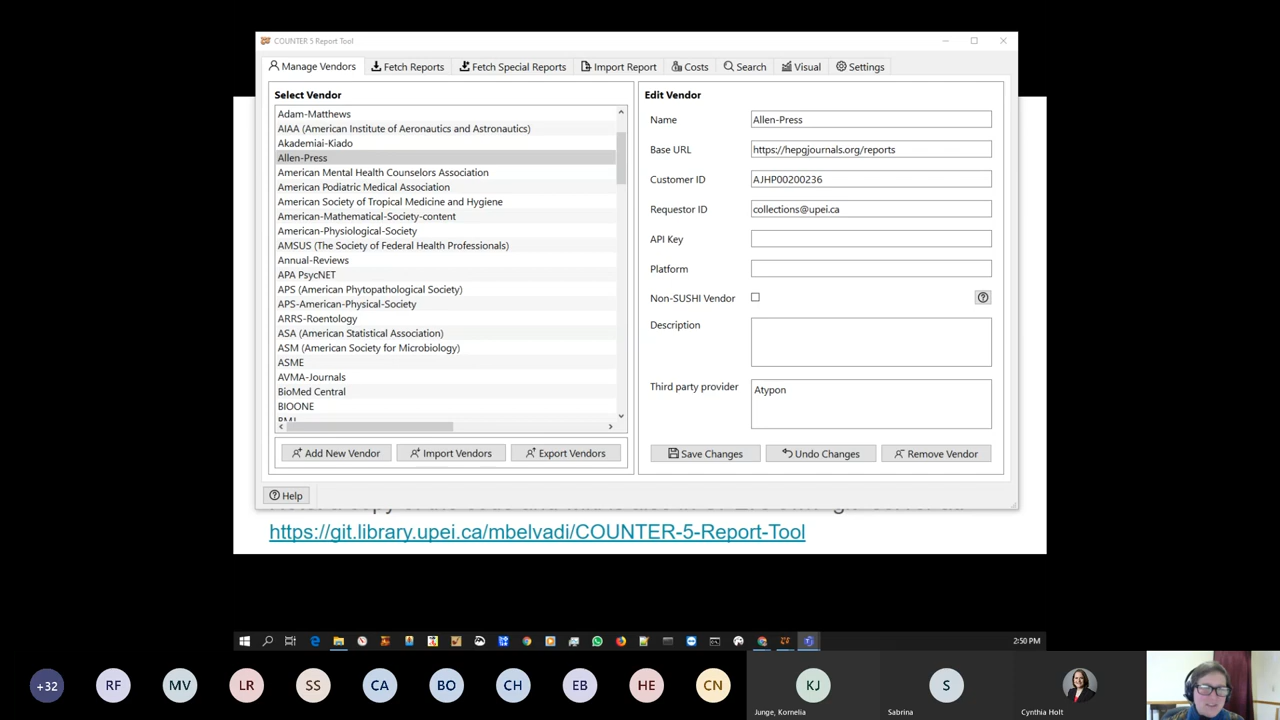 COUNTER 5 Report Tool
Manage Vendors
Fetch Reports
Fetch Special Reports
Import Report
Costs
Search
Visual
Settings
Select Vendor
Adam-Matthews
AIAA (American Institute of Aeronautics and Astronautics)
Akademiai-Kiado
Allen-Press
American Mental Health Counselors Association
American Podiatric Medical Association
American Society of Tropical Medicine and Hygiene
American-Mathematical-Society-content
American-Physiological-Society
AMSUS (The Society of Federal Health Professionals)
Annual-Reviews
APA PsycNET
APS (American Phytopathological Society)
APS-American-Physical-Society
ARRS-Roentology
ASA (American Statistical Association)
ASM (American Society for Microbiology)
ASME
AVMA-Journals
BioMed Central
BIOONE
BMJ
Add New Vendor
Import Vendors
Export Vendors
Edit Vendor
Name
Allen-Press
Base URL
https://hepgjournals.org/reports
Customer ID
AJHP00200236
Requestor ID
collections@upei.ca
API Key
Platform
Non-SUSHI Vendor
Description
Third party provider
Atypon
Save Changes
Undo Changes
Remove Vendor
Help
https://git.library.upei.ca/mbelvadi/COUNTER-5-Report-Tool
2:50 PM
+32
RF
MV
LR
SS
CA
BO
CH
EB
HE
CN
KJ
Junge, Kornelia
S
Sabrina
Cynthia Holt